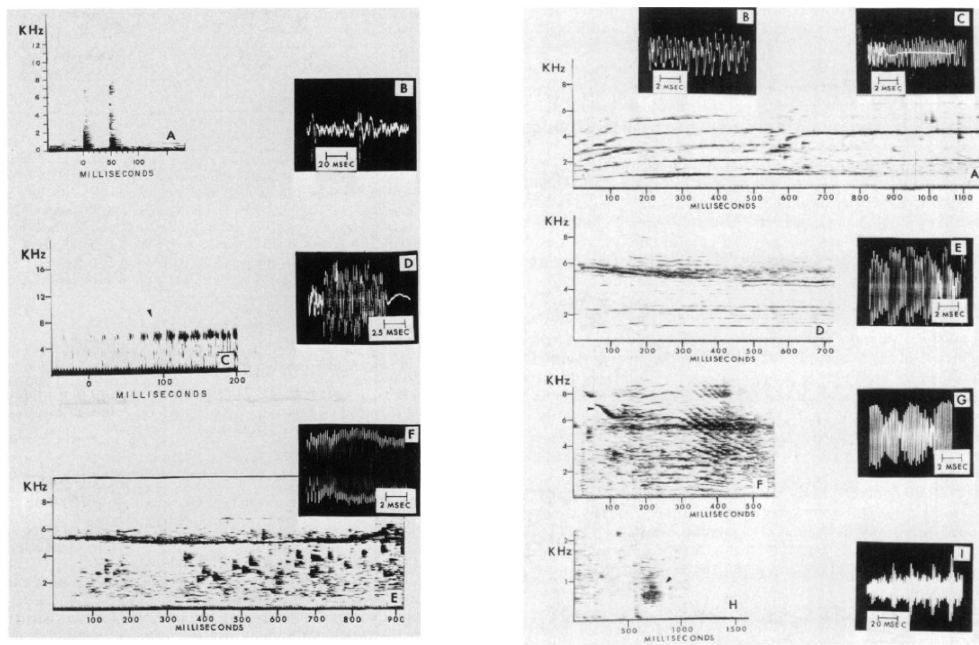 KHz
12
10
8
6
4
2
0
A
0 50 100
MILLISECONDS
B
20 MSEC
KHz
16
12
8
4
C
0 100 200
MILLISECONDS
D
2.5 MSEC
F
2 MSEC
KHz
8
6
4
2
E
100 200 300 400 500 600 700 800 900
MILLISECONDS
B
2 MSEC
C
2 MSEC
KHz
6
4
2
A
100 200 300 400 500 600 700 800 900 1000 1100
MILLISECONDS
KHz
8
6
4
2
D
100 200 300 400 500 600 700
MILLISECONDS
E
2 MSEC
KHz
8
6
4
2
F
100 200 300 400 500
MILLISECONDS
G
2 MSEC
KHz
2
1
H
500 1000 1500
MILLISECONDS
I
20 MSEC